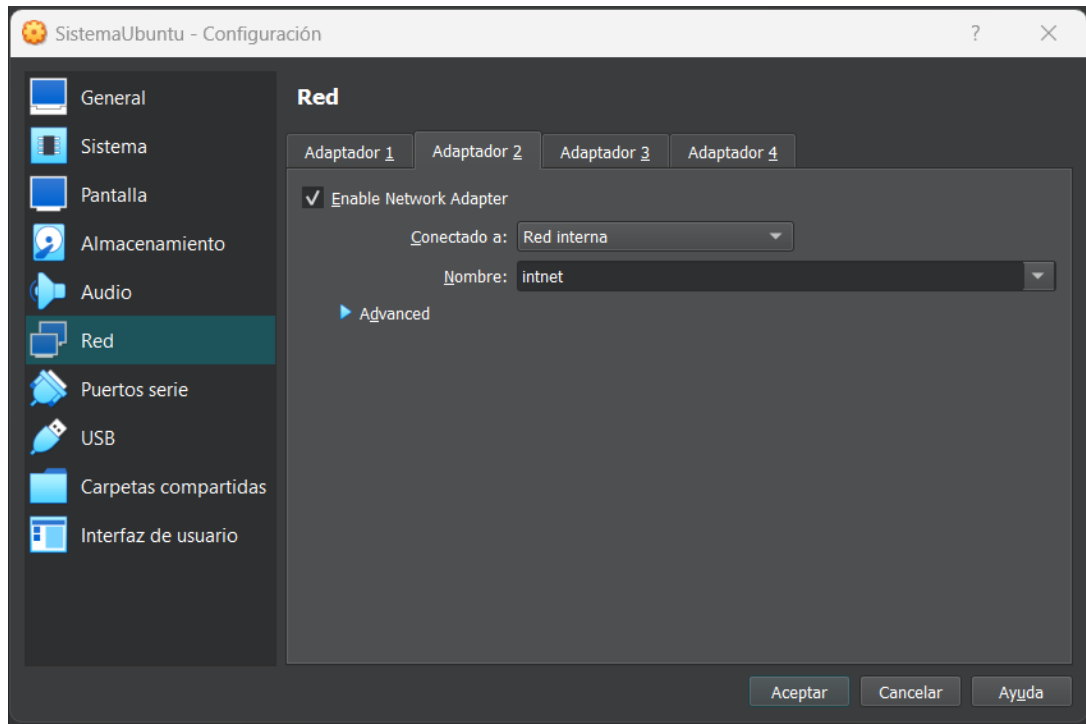 SistemaUbuntu - Configuración
?
General
Sistema
Pantalla
Almacenamiento
Audio
Red
Puertos serie
USB
Carpetas compartidas
Interfaz de usuario
Red
Adaptador 1 Adaptador 2 Adaptador 3 Adaptador 4
Enable Network Adapter
Conectado a: Red interna
Nombre: intnet
Advanced
Aceptar Cancelar Ayuda